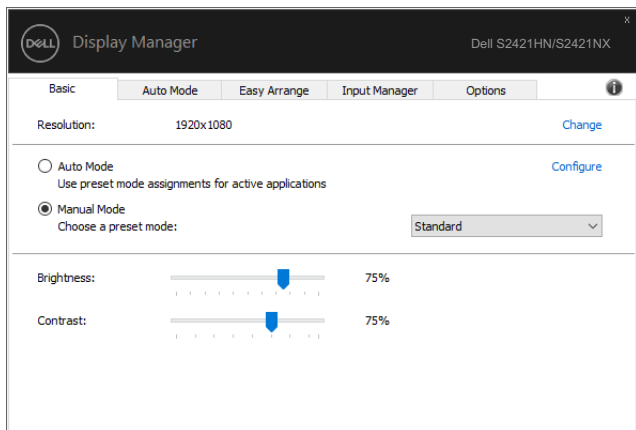 x
DELL Display Manager Dell S2421HN/S2421NX
Basic Auto Mode Easy Arrange Input Manager Options i
Resolution: 1920x1080 Change
Auto Mode Configure
Use preset mode assignments for active applications
Manual Mode
Choose a preset mode: Standard
Brightness: 75%
Contrast: 75%